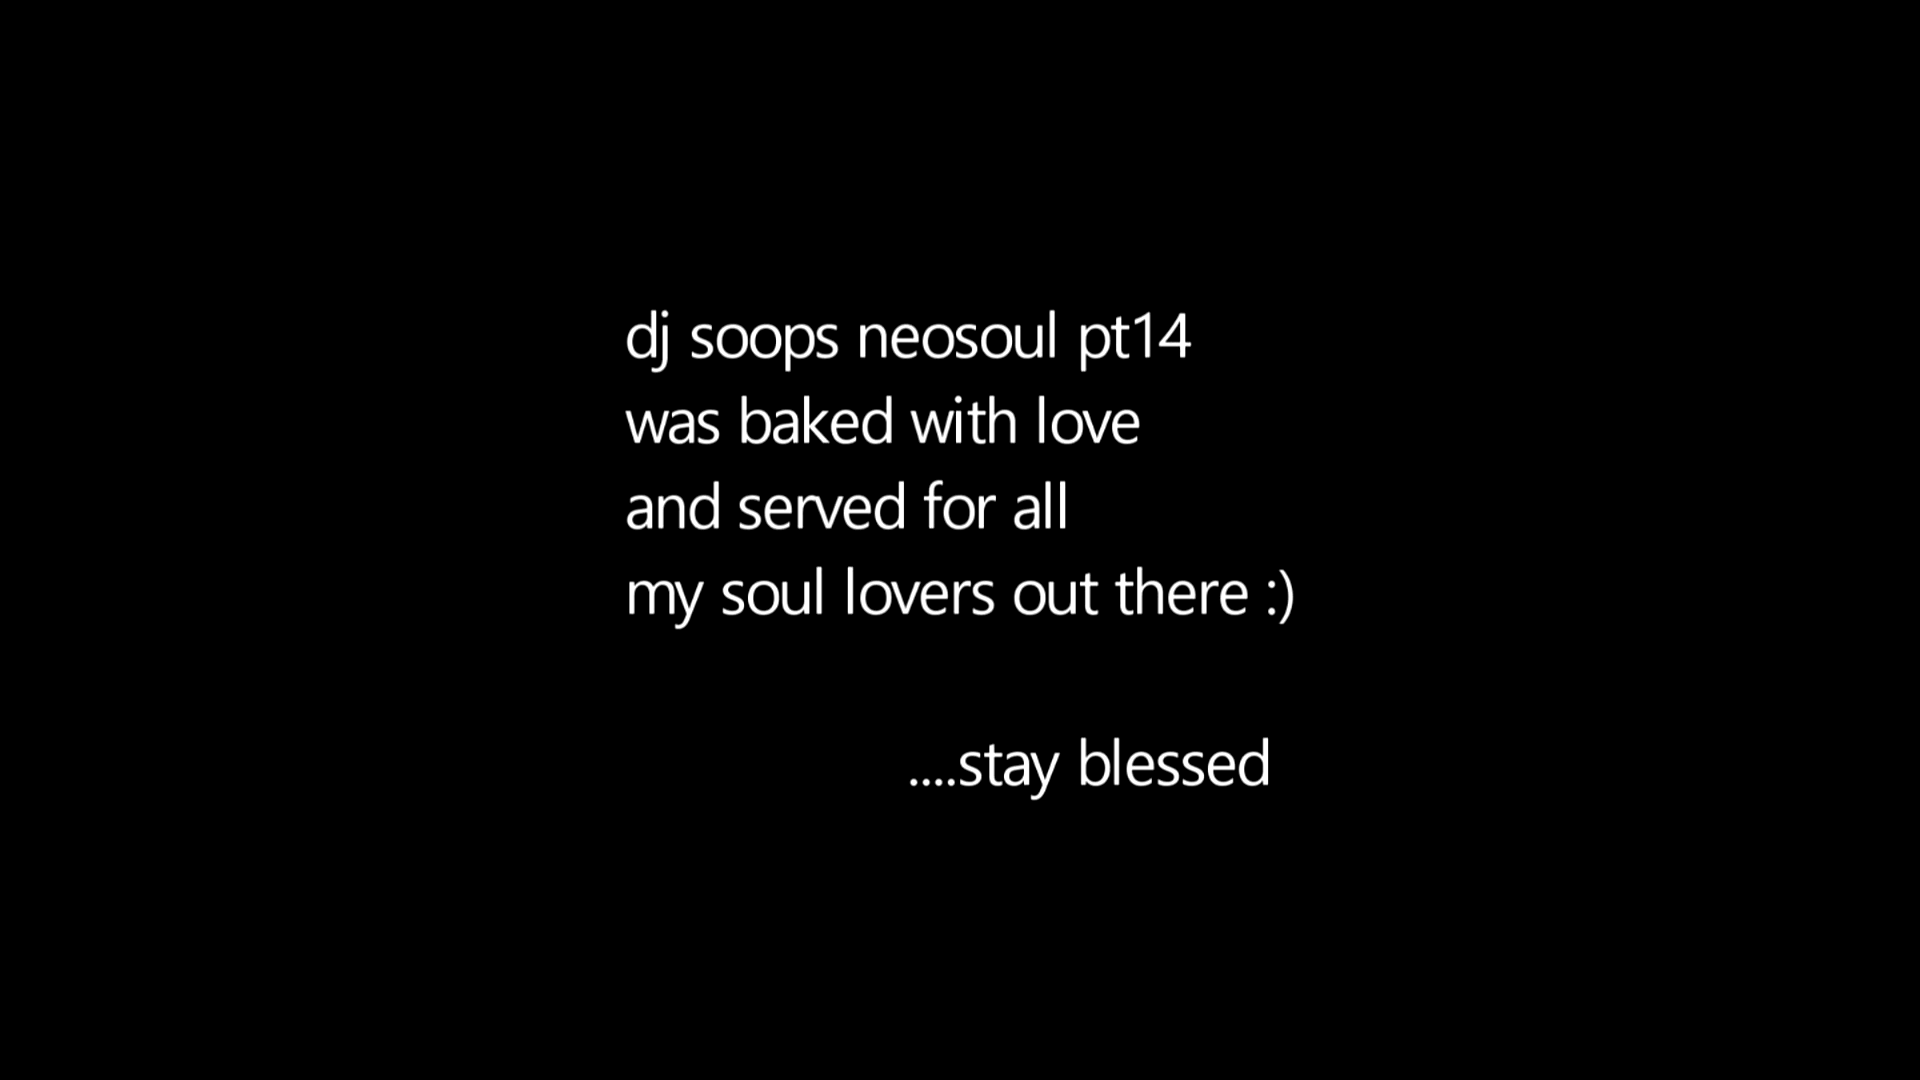 dj soops neosoul pt14
was baked with love
and served for all
my soul lovers out there :)
....stay blessed